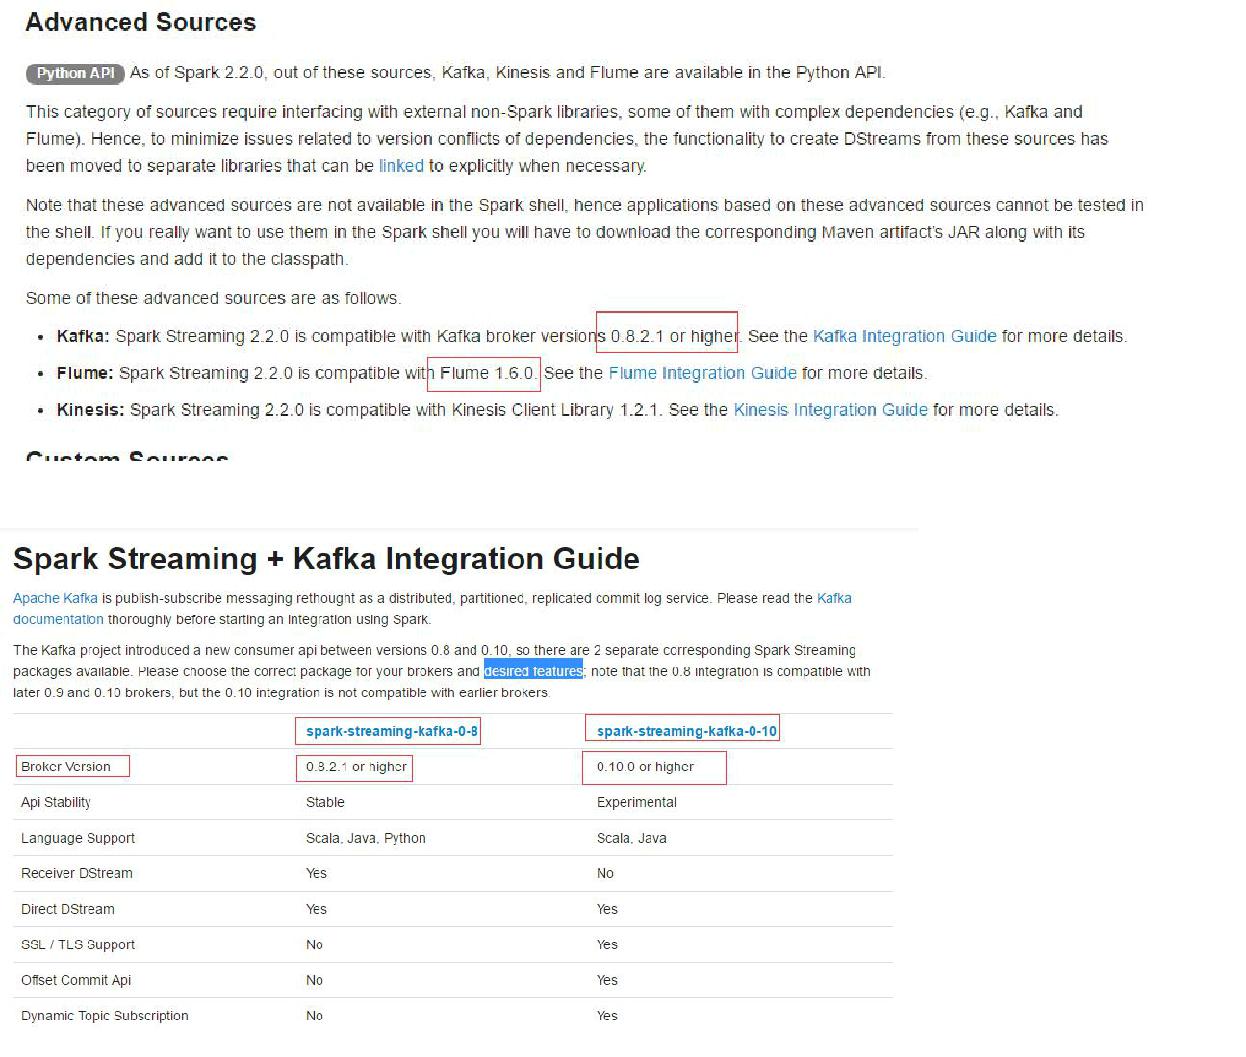 Advanced Sources
Python API As of Spark 2.2.0, out of these sources, Kafka, Kinesis and Flume are available in the Python API.
This category of sources require interfacing with external non-Spark libraries, some of them with complex dependencies (e.g., Kafka and
Flume). Hence, to minimize issues related to version conflicts of dependencies, the functionality to create DStreams from these sources has
been moved to separate libraries that can be linked to explicitly when necessary.
Note that these advanced sources are not available in the Spark shell, hence applications based on these advanced sources cannot be tested in
the shell. If you really want to use them in the Spark shell you will have to download the corresponding Maven artifact's JAR along with its
dependencies and add it to the classpath.
Some of these advanced sources are as follows.
• Kafka: Spark Streaming 2.2.0 is compatible with Kafka broker versions 0.8.2.1 or higher. See the Kafka Integration Guide for more details.
• Flume: Spark Streaming 2.2.0 is compatible with Flume 1.6.0. See the Flume Integration Guide for more details.
• Kinesis: Spark Streaming 2.2.0 is compatible with Kinesis Client Library 1.2.1. See the Kinesis Integration Guide for more details.
Custom Sources
Spark Streaming + Kafka Integration Guide
Apache Kafka is publish-subscribe messaging rethought as a distributed, partitioned, replicated commit log service. Please read the Kafka
documentation thoroughly before starting an integration using Spark.
The Kafka project introduced a new consumer api between versions 0.8 and 0.10, so there are 2 separate corresponding Spark Streaming
packages available. Please choose the correct package for your brokers and desired features; note that the 0.8 integration is compatible with
later 0.9 and 0.10 brokers, but the 0.10 integration is not compatible with earlier brokers.
spark-streaming-kafka-0-8 spark-streaming-kafka-0-10
Broker Version 0.8.2.1 or higher 0.10.0 or higher
Api Stability Stable Experimental
Language Support Scala, Java, Python Scala, Java
Receiver DStream Yes No
Direct DStream Yes Yes
SSL / TLS Support No Yes
Offset Commit Api No Yes
Dynamic Topic Subscription No Yes